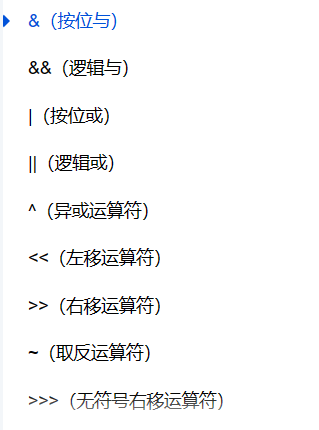 &（按位与）
&&（逻辑与）
|（按位或）
||（逻辑或）
^（异或运算符）
<<（左移运算符）
>>（右移运算符）
~（取反运算符）
>>>（无符号右移运算符）